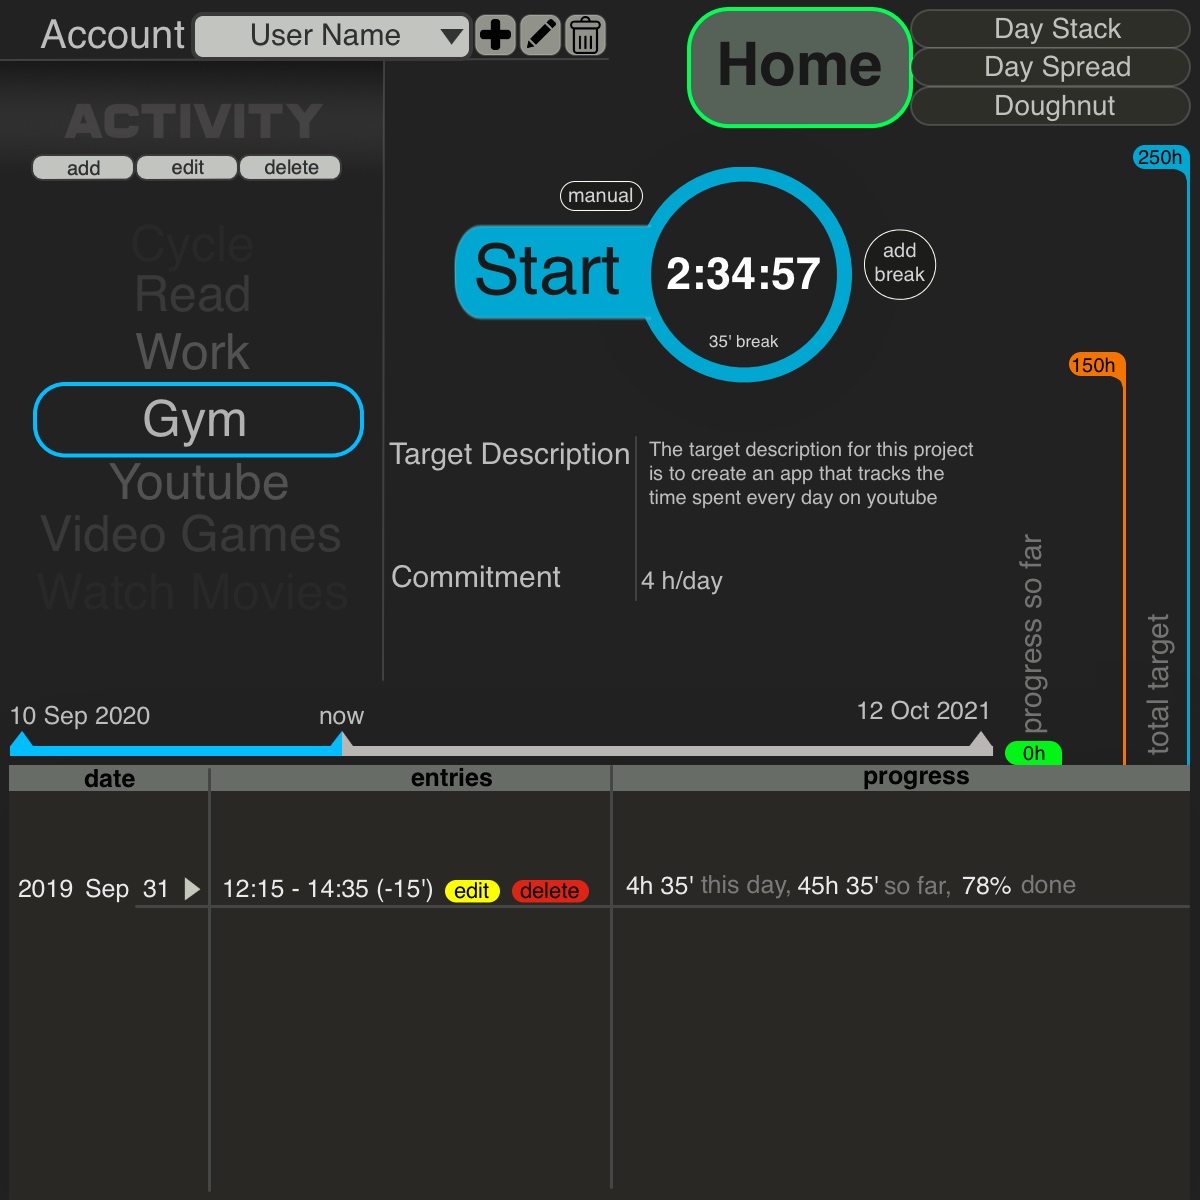 Account
User Name
Home
Day Stack
Day Spread
Doughnut
ACTIVITY
add
edit
delete
Cycle
Read
Work
Gym
Youtube
Video Games
Watch Movies
manual
Start
2:34:57
35' break
add
break
Target Description
The target description for this project
is to create an app that tracks the
time spent every day on youtube
Commitment
4 h/day
250h
150h
progress so far
total target
0h
10 Sep 2020
now
12 Oct 2021
date
entries
progress
2019 Sep 31
12:15 - 14:35 (-15')
edit
delete
4h 35' this day, 45h 35' so far, 78% done